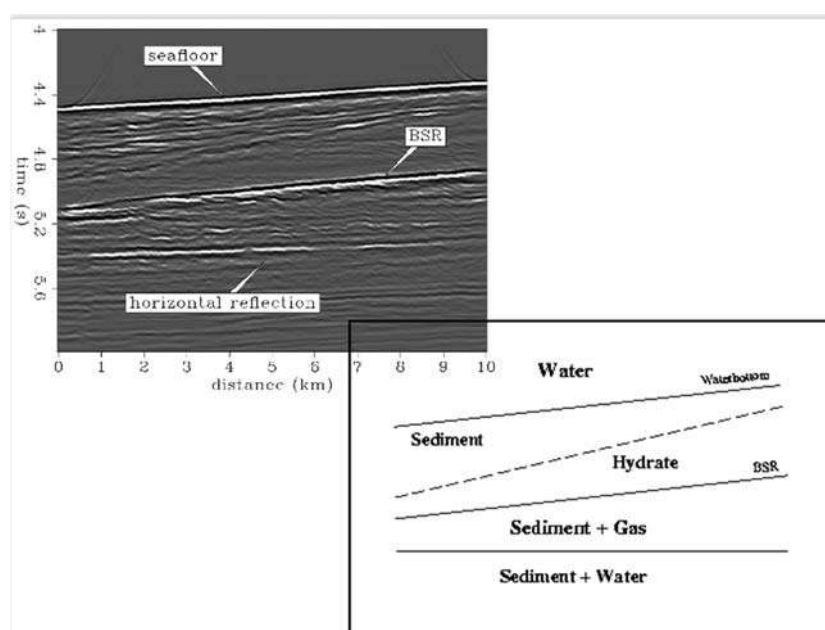 4
4.4
4.8
5.2
5.6
time (s)
seafloor
BSR
horizontal reflection
0 1 2 3 4 5 6 7 8 9 10
distance (km)
Water
Waterbottom
Sediment
Hydrate
BSR
Sediment + Gas
Sediment + Water